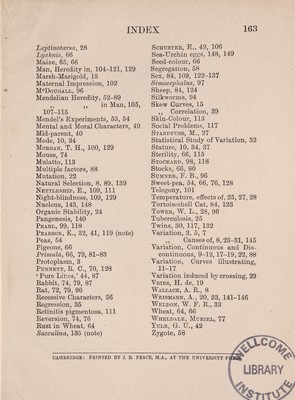 INDEX 163
Leptinotarsa, 28
Lychnis, 66
Maize, 65, 66
Man, Heredity in, 104–121, 129
Marsh-Marigold, 15
Maternal Impression, 102
McDOUGALL, 96
Mendelian Heredity, 52–89
„ „ in Man, 105,
107–115
Mendel's Experiments, 53, 54
Mental and Moral Characters, 49
Mid-parent, 40
Mode, 10, 34
MORGAN, T. H., 100, 129
Mouse, 74
Mulatto, 113
Multiple factors, 88
Mutation, 22
Natural Selection, 8, 89, 139
NETTLESHIP, E., 109, 111
Night-blindness, 109, 129
Nucleus, 143, 148
Organic Stability, 24
Pangenesis, 140
PEARL, 99, 118
PEARSON, K., 32, 41, 119 (note)
Peas, 54
Pigeons, 66
Primula, 66, 79, 81–83
Protoplasm, 3
PUNNETT, R. C., 70, 128
'Pure Lines,' 44, 87
Rabbit, 74, 79, 87
Rat, 72, 79, 96
Recessive Characters, 56
Regression, 35
Retinitis pigmentosa, 111
Reversion, 74, 76
Rust in Wheat, 64
Sacculina, 135 (note)
SCHUSTER, E., 49, 106
Sea-Urchin eggs, 148, 149
Seed-colour, 66
Segregation, 58
Sex, 84, 109, 122–137
Simocephalus, 97
Sheep, 84, 124
Silkworms, 94
Skew Curves, 15
„ Correlation, 39
Skin-Colour, 113
Social Problems, 117
STANDFUSS, M., 27
Statistical Study of Variation, 32
Stature, 10, 34, 37
Sterility, 66, 115
STOCKARD, 98, 118
Stocks, 66, 80
SUMNER, F. B., 96
Sweet-pea, 54, 66, 76, 128
Telegony, 101
Temperature, effects of, 25, 27, 28
Tortoiseshell Cat, 84, 123
TOWER, W. L., 28, 96
Tuberculosis, 25
Twins, 30, 117, 132
Variation, 2, 5, 7
„ Causes of, 8, 23–31, 145
Variation, Continuous and Dis-
continuous, 9–12, 17–19, 22, 88
Variation, Curves illustrating,
11–17
Variation induced by crossing, 29
VRIES, H. de, 19
WALLACE, A. R., 8
WEISMANN, A., 20, 23, 141–146
WELDON, W. F. R., 33
Wheat, 64, 66
WHELDALE, MURIEL, 77
YULE, G. U., 42
Zygote, 58
CAMBRIDGE: PRINTED BY J. B. PEACE, M.A., AT THE UNIVERSITY
WELLCOME
LIBRARY
INSTITUTE